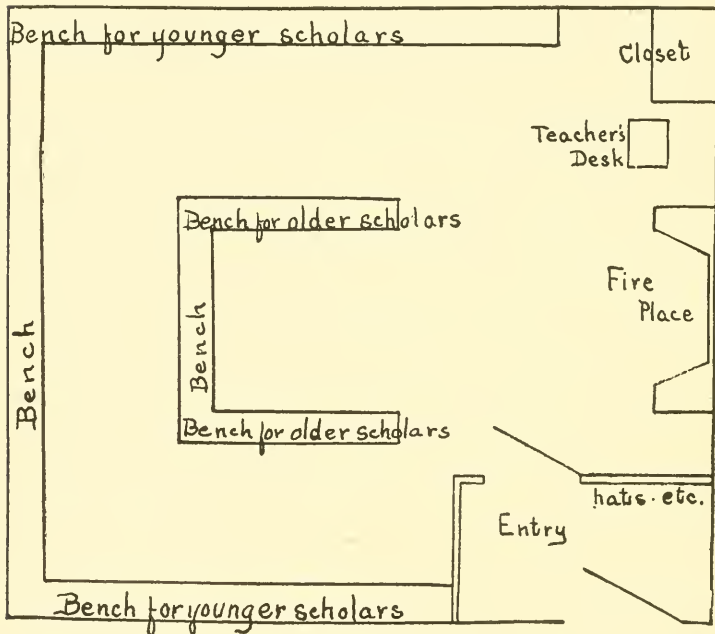 Bench for younger scholars
Closet
Teacher's
Desk
Bench for older scholars
Fire
Place
Bench
Bench
Bench for older scholars
hats. etc.
Entry
Bench for younger scholars